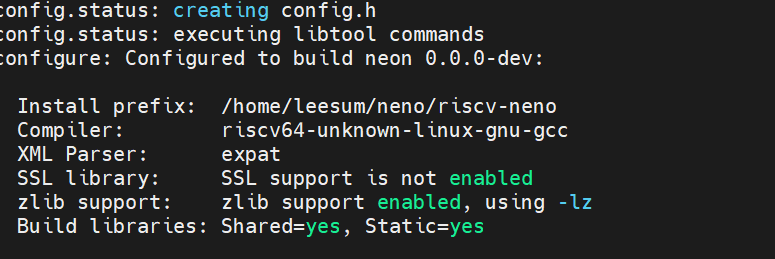 config.status: creating config.h
config.status: executing libtool commands
configure: Configured to build neon 0.0.0-dev:
Install prefix: /home/leesum/neno/riscv-neno
Compiler: riscv64-unknown-linux-gnu-gcc
XML Parser: expat
SSL library: SSL support is not enabled
zlib support: zlib support enabled, using -lz
Build libraries: Shared=yes, Static=yes